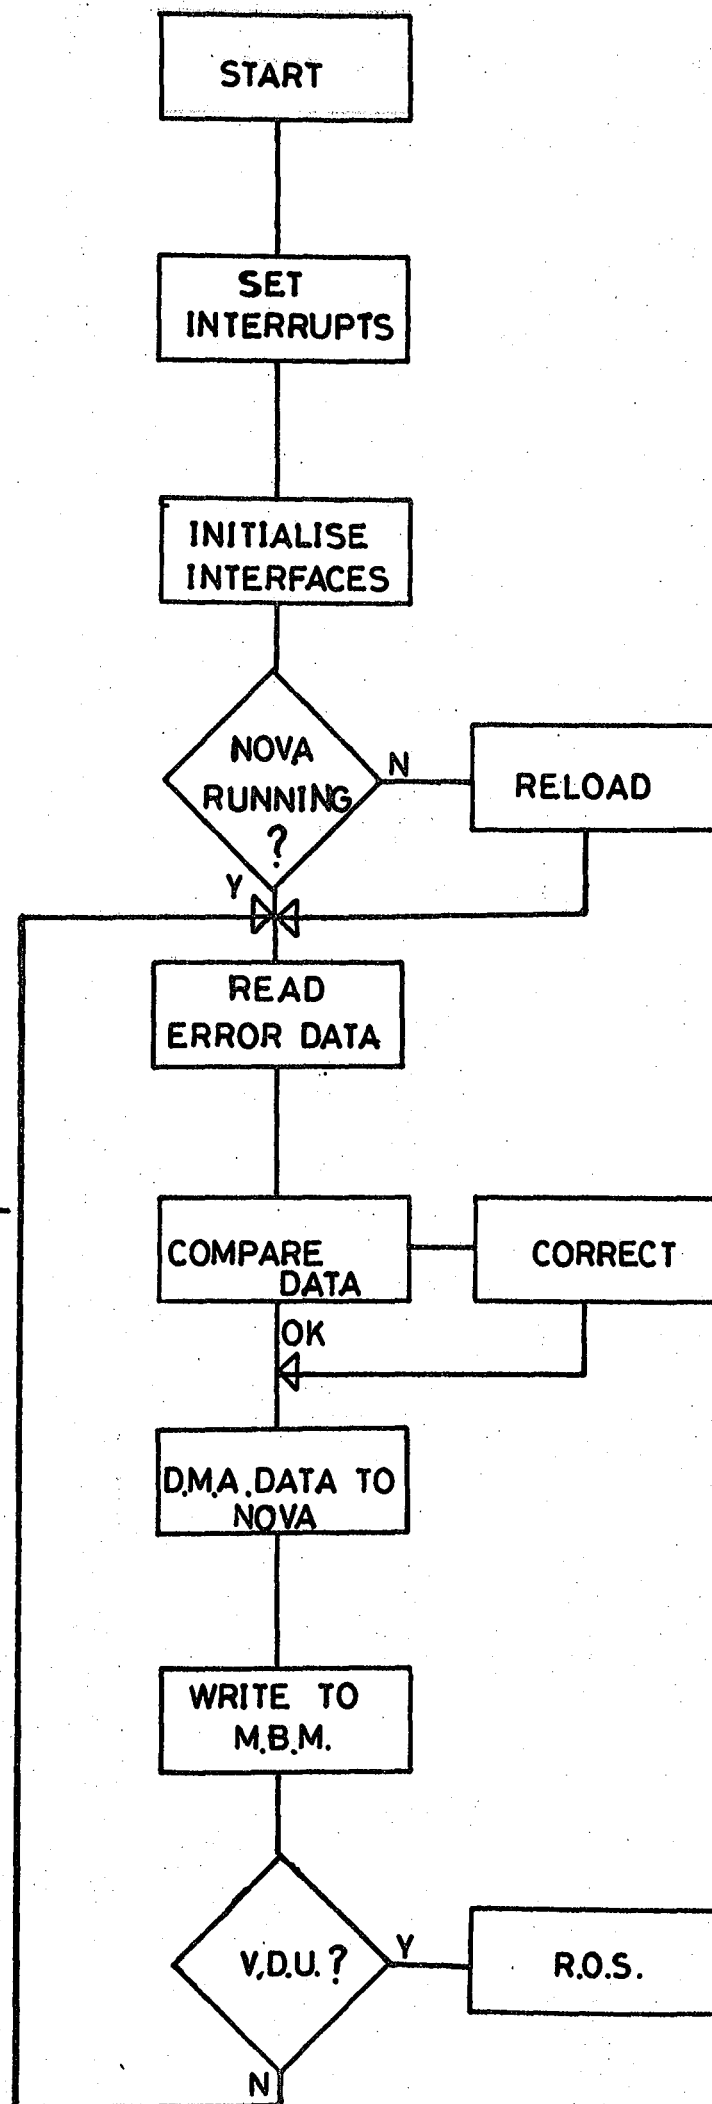 START
SET
INTERRUPTS
INITIALISE
INTERFACES
NOVA
RUNNING
?
N
RELOAD
Y
READ
ERROR DATA
COMPARE
DATA
CORRECT
OK
D.M.A. DATA TO
NOVA
WRITE TO
M.B.M.
V.D.U.?
Y
R.O.S.
N